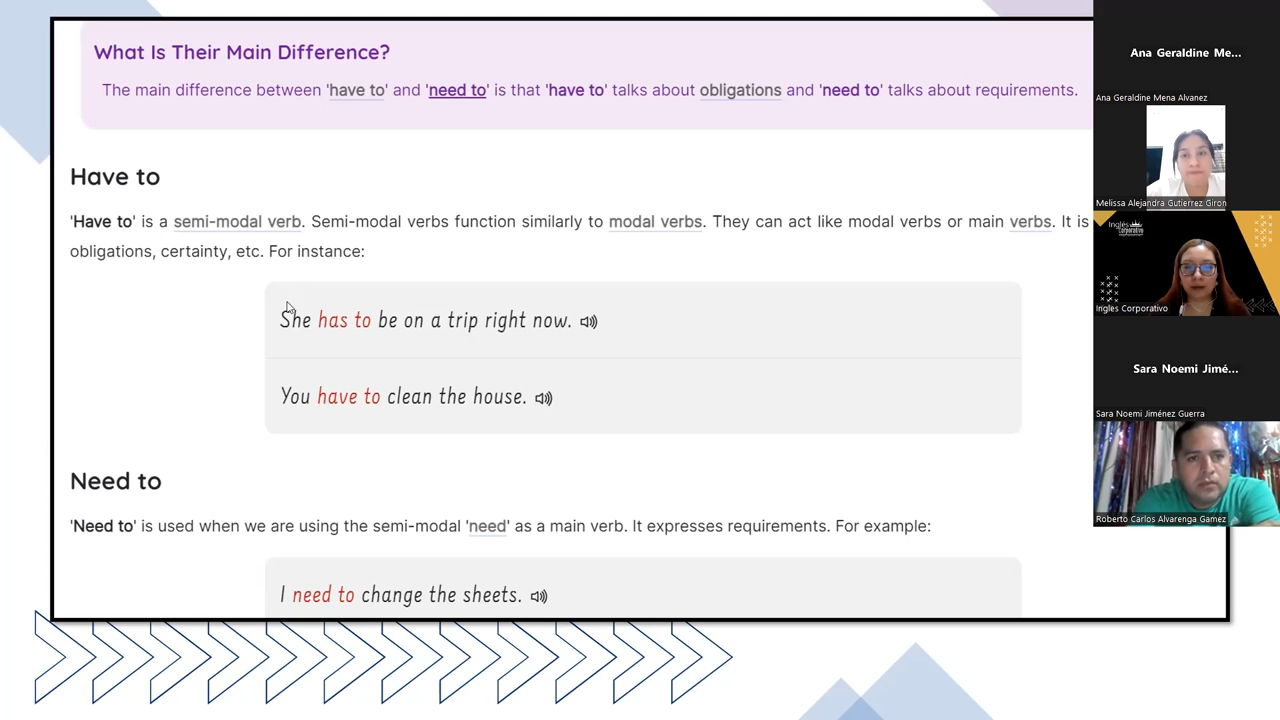 What Is Their Main Difference?
The main difference between 'have to' and 'need to' is that 'have to' talks about obligations and 'need to' talks about requirements.
Have to
'Have to' is a semi-modal verb. Semi-modal verbs function similarly to modal verbs. They can act like modal verbs or main verbs. It is
obligations, certainty, etc. For instance:
She has to be on a trip right now.
You have to clean the house.
Need to
'Need to' is used when we are using the semi-modal 'need' as a main verb. It expresses requirements. For example:
I need to change the sheets.
Ana Geraldine Me...
Ana Geraldine Mena Alvanez
Melissa Alejandra Gutierrez Giron
Inglés
Corporativo
Ingles Corporativo
Sara Noemi Jimé...
Sara Noemi Jiménez Guerra
Roberto Carlos Alvarenga Gamez